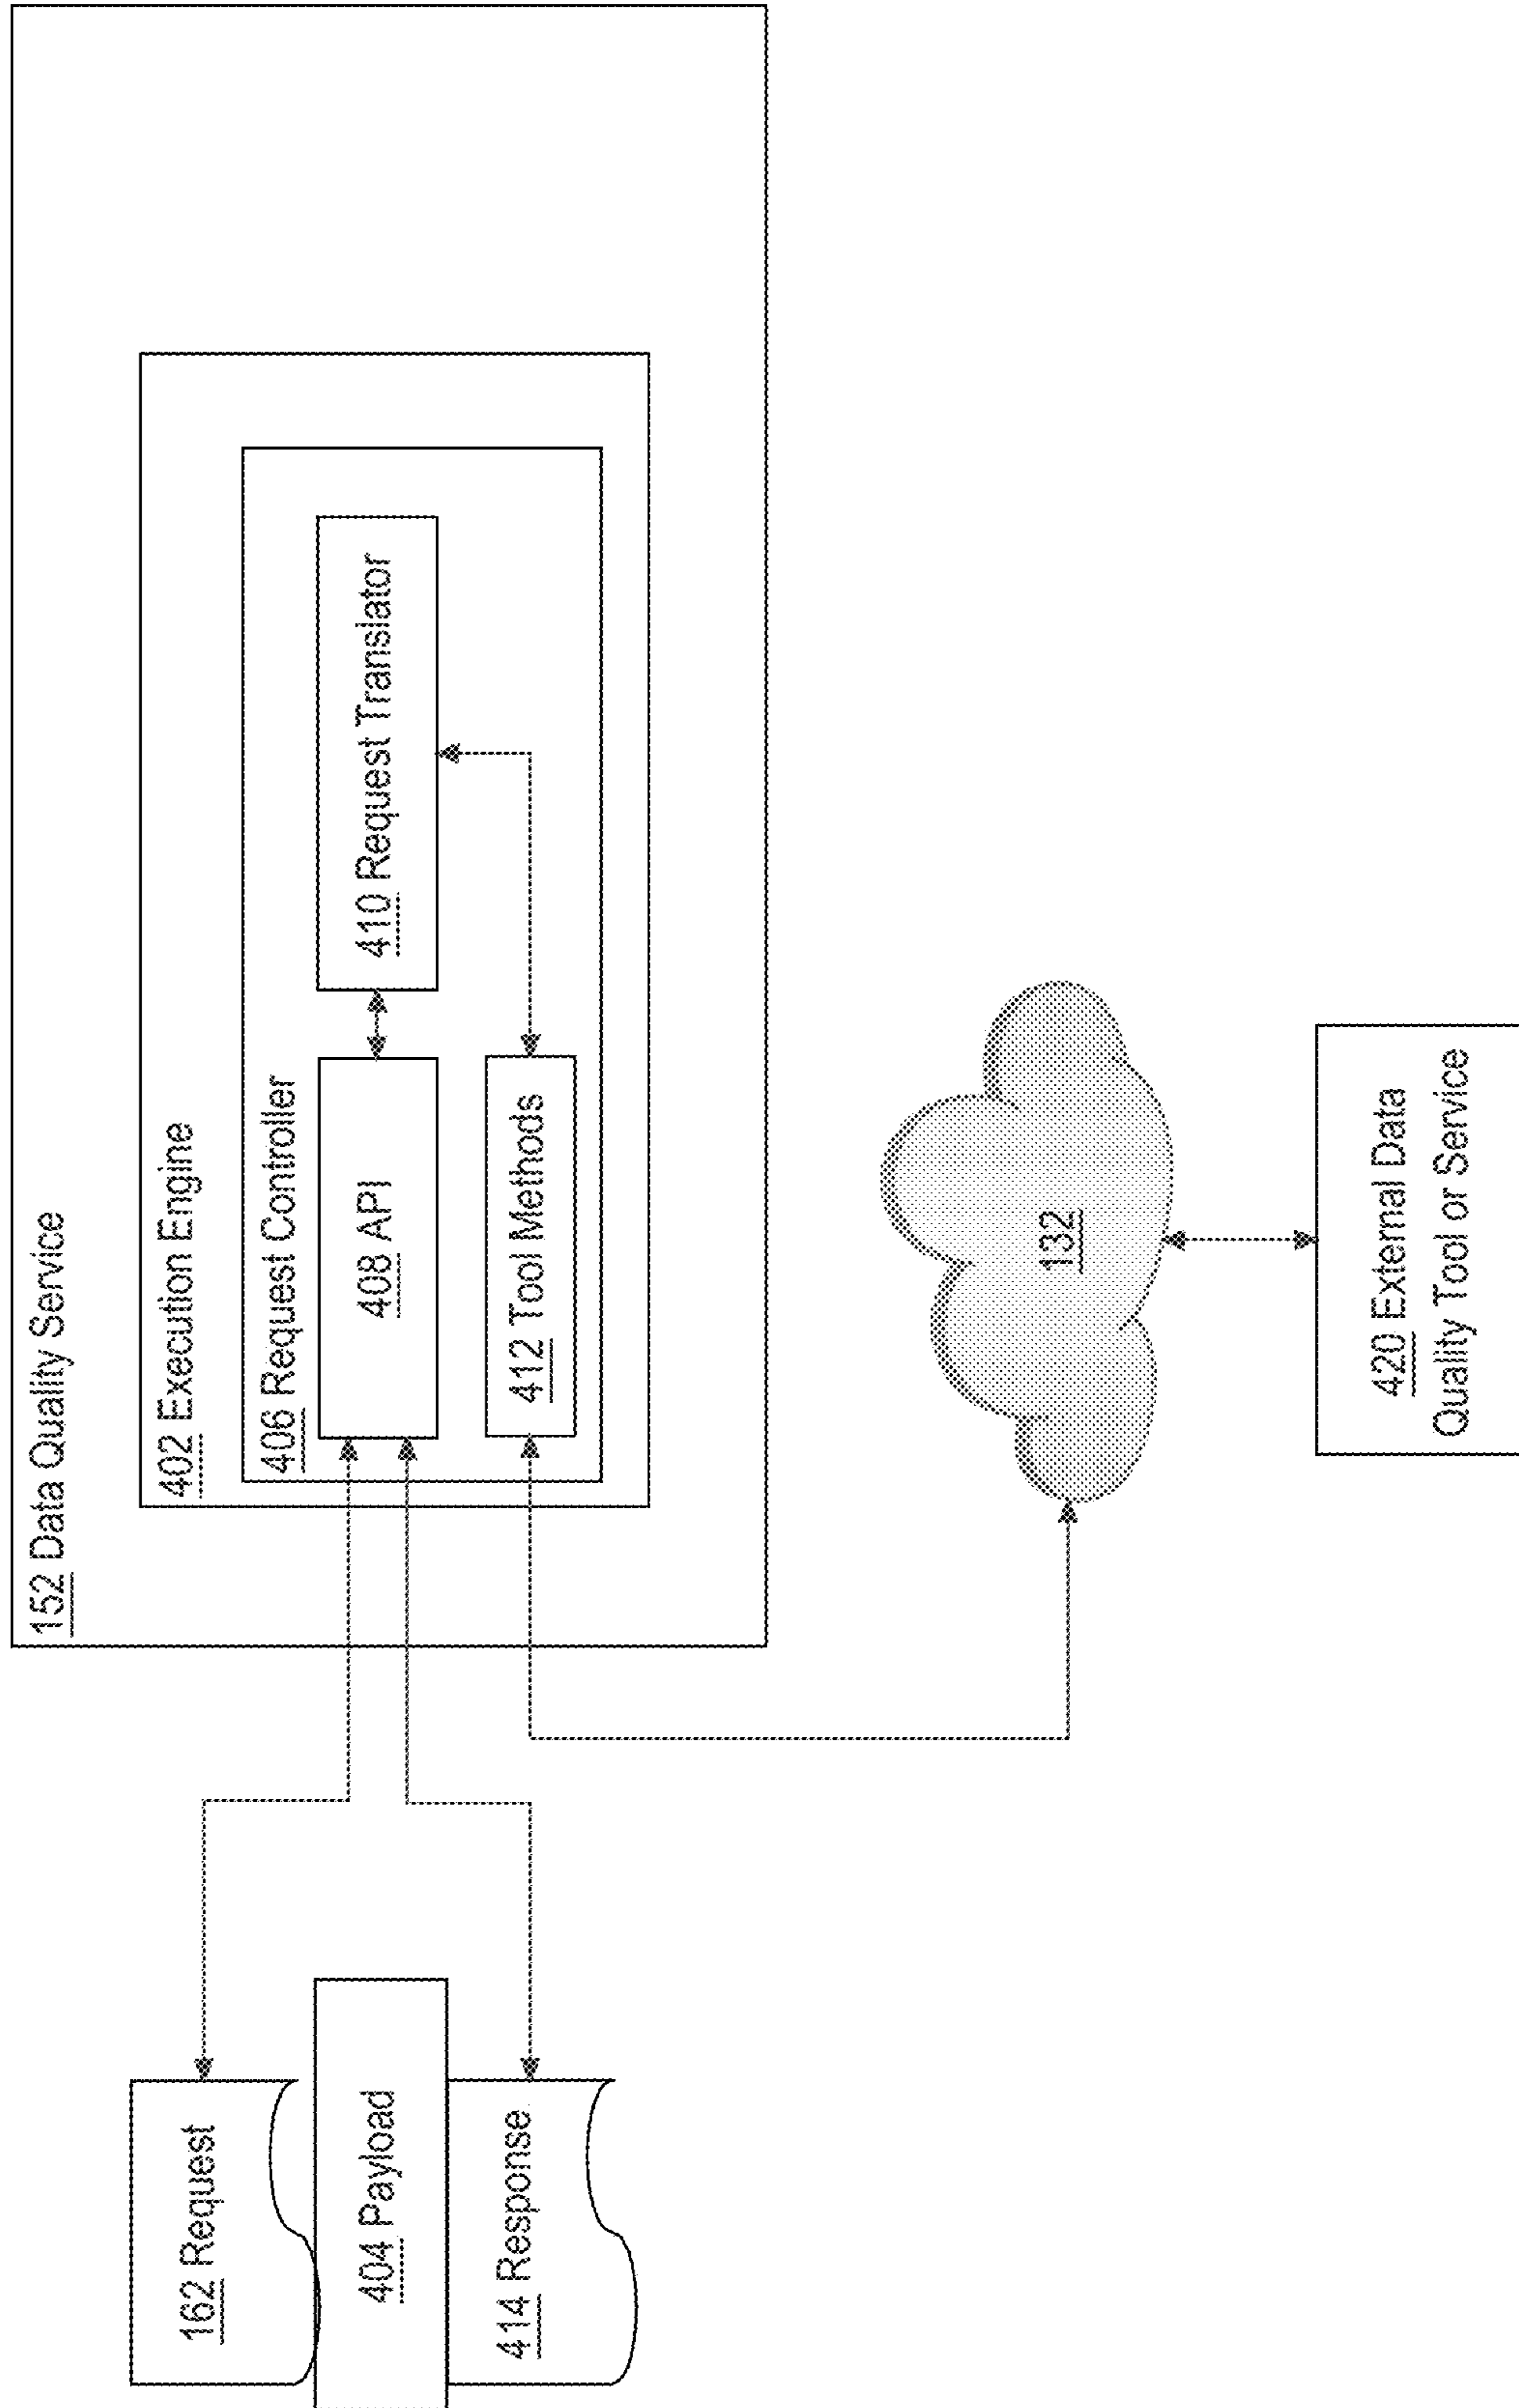 152 Data Quality Service
402 Execution Engine
406 Request Controller
408 API
410 Request Translator
412 Tool Methods
162 Request
404 Payload
414 Response
132
420 External Data
Quality Tool or Service